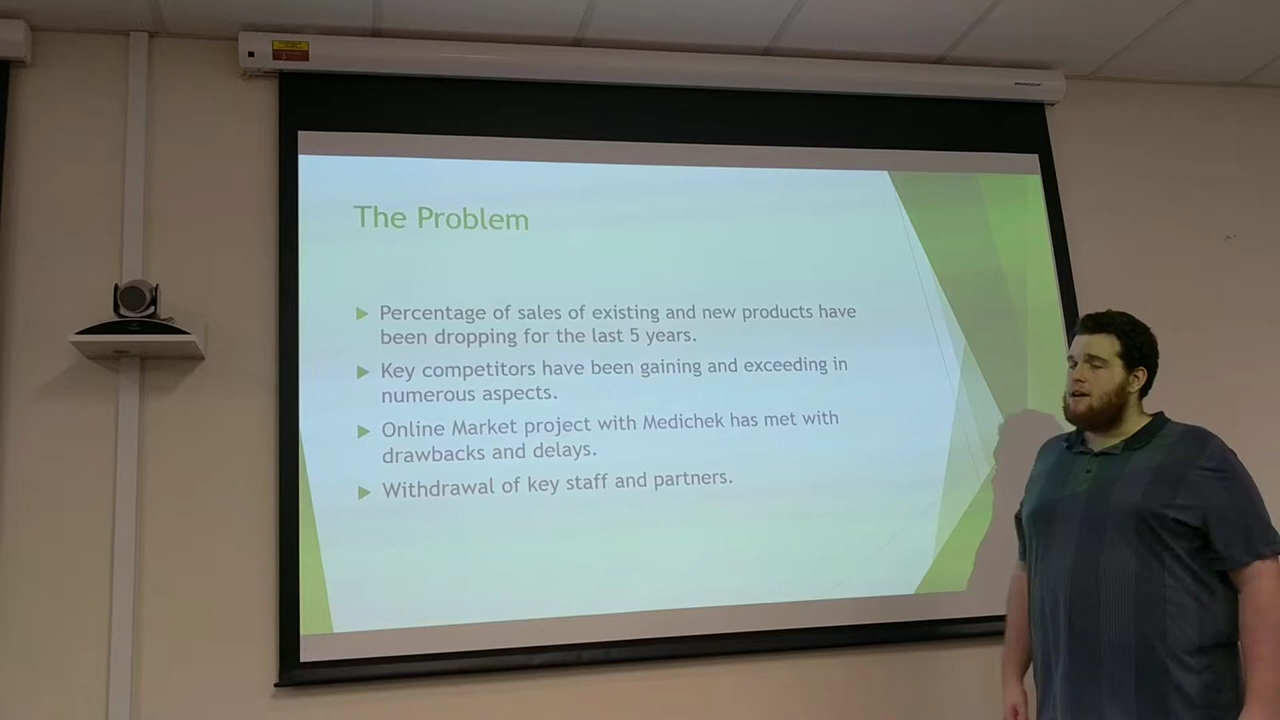 The Problem
Percentage of sales of existing and new products have
been dropping for the last 5 years.
Key competitors have been gaining and exceeding in
numerous aspects.
Online Market project with Medichek has met with
drawbacks and delays.
Withdrawal of key staff and partners.